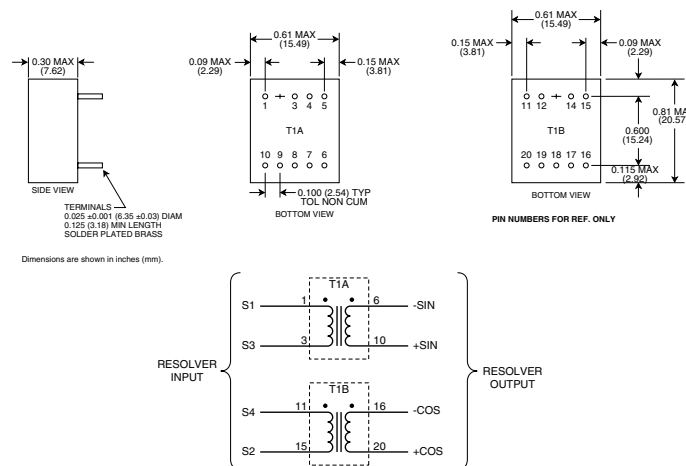 0.30 MAX
(7.62)
SIDE VIEW
TERMINALS
0.025 ±0.001 (6.35 ±0.03) DIAM
0.125 (3.18) MIN LENGTH
SOLDER PLATED BRASS
0.61 MAX
(15.49)
0.09 MAX
(2.29)
0.15 MAX
(3.81)
1 3 4 5
T1A
10 9 8 7 6
0.100 (2.54) TYP
TOL NON CUM
BOTTOM VIEW
0.61 MAX
(15.49)
0.15 MAX
(3.81)
0.09 MAX
(2.29)
11 12 14 15
T1B
20 19 18 17 16
0.81 MA
(20.57
0.600
(15.24)
0.115 MAX
(2.92)
BOTTOM VIEW
PIN NUMBERS FOR REF. ONLY
Dimensions are shown in inches (mm).
T1A
S1 1 6 -SIN
S3 3 10 +SIN
RESOLVER
INPUT
RESOLVER
OUTPUT
T1B
S4 11 16 -COS
S2 15 20 +COS